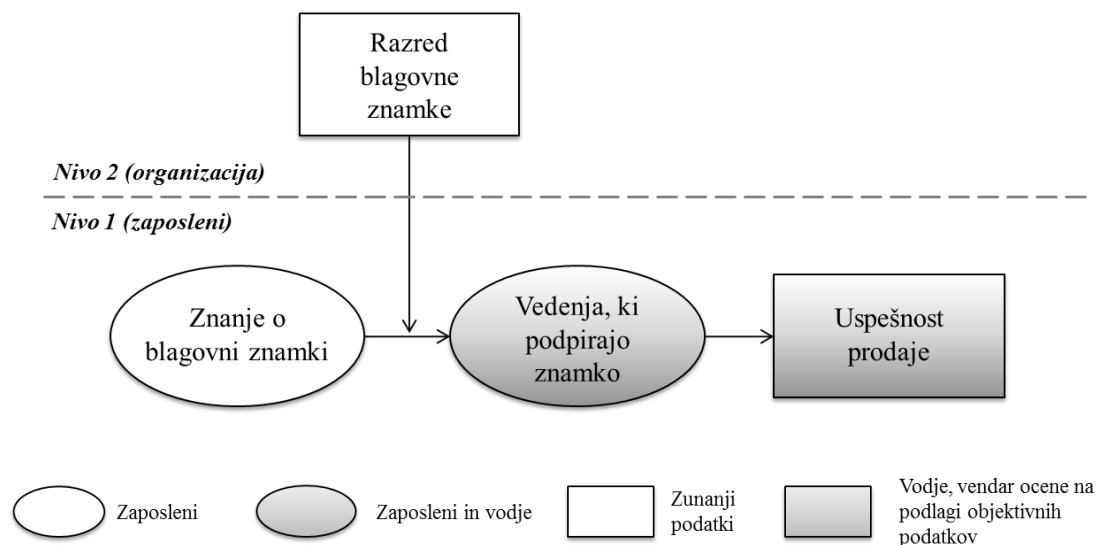 Razred
blagovne
znamke
Nivo 2 (organizacija)
Nivo 1 (zaposleni)
Znanje o
blagovni znamki
Vedenja, ki
podpirajo
znamko
Uspešnost
prodaje
Zaposleni
Zaposleni in vodje
Zunanji
podatki
Vodje, vendar ocene na
podlagi objektivnih
podatkov